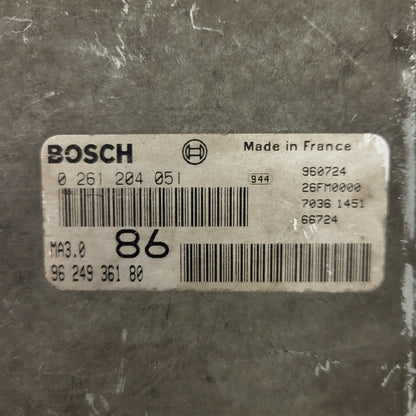 BOSCH Made in France
0 261 204 051 944 960724
26FM0000
7036 1451
66724
MA3.0 86
96 249 361 80